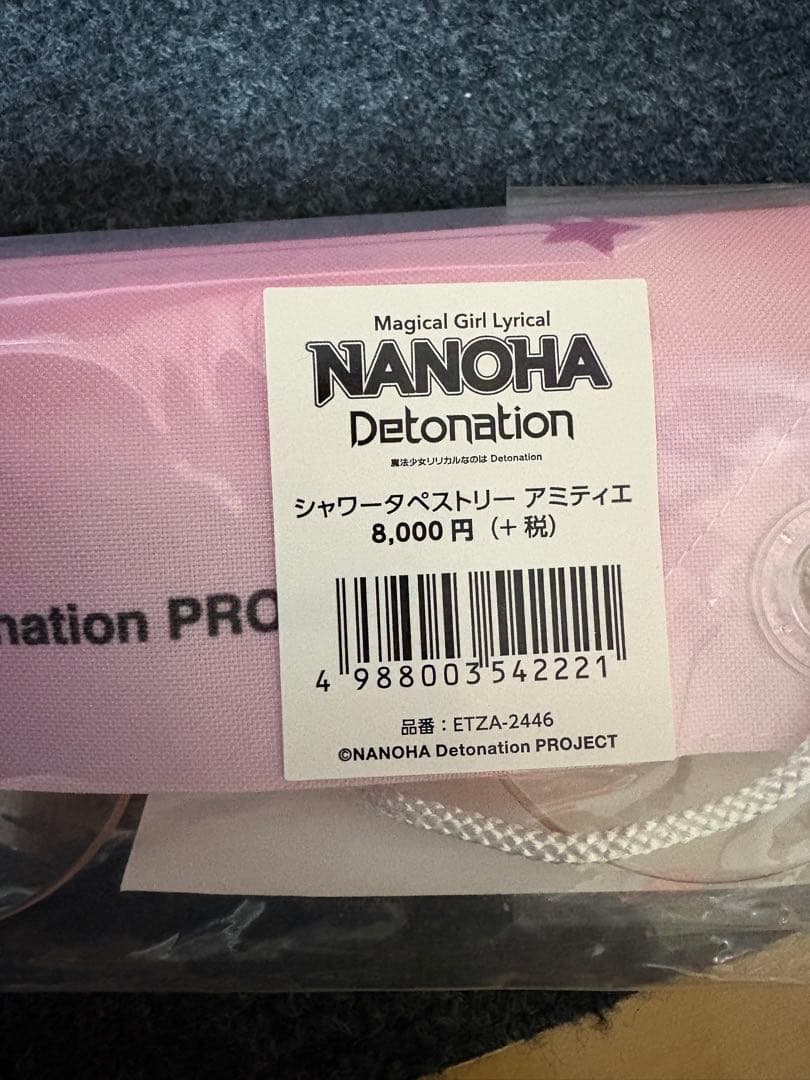 Magical Girl Lyrical
NANOHA
Detonation
魔法少女リリカルなのは Detonation
シャワータペストリー アミティエ
8,000円（+税）
nation PRO
4 988003 542221
品番：ETZA-2446
©NANOHA Detonation PROJECT